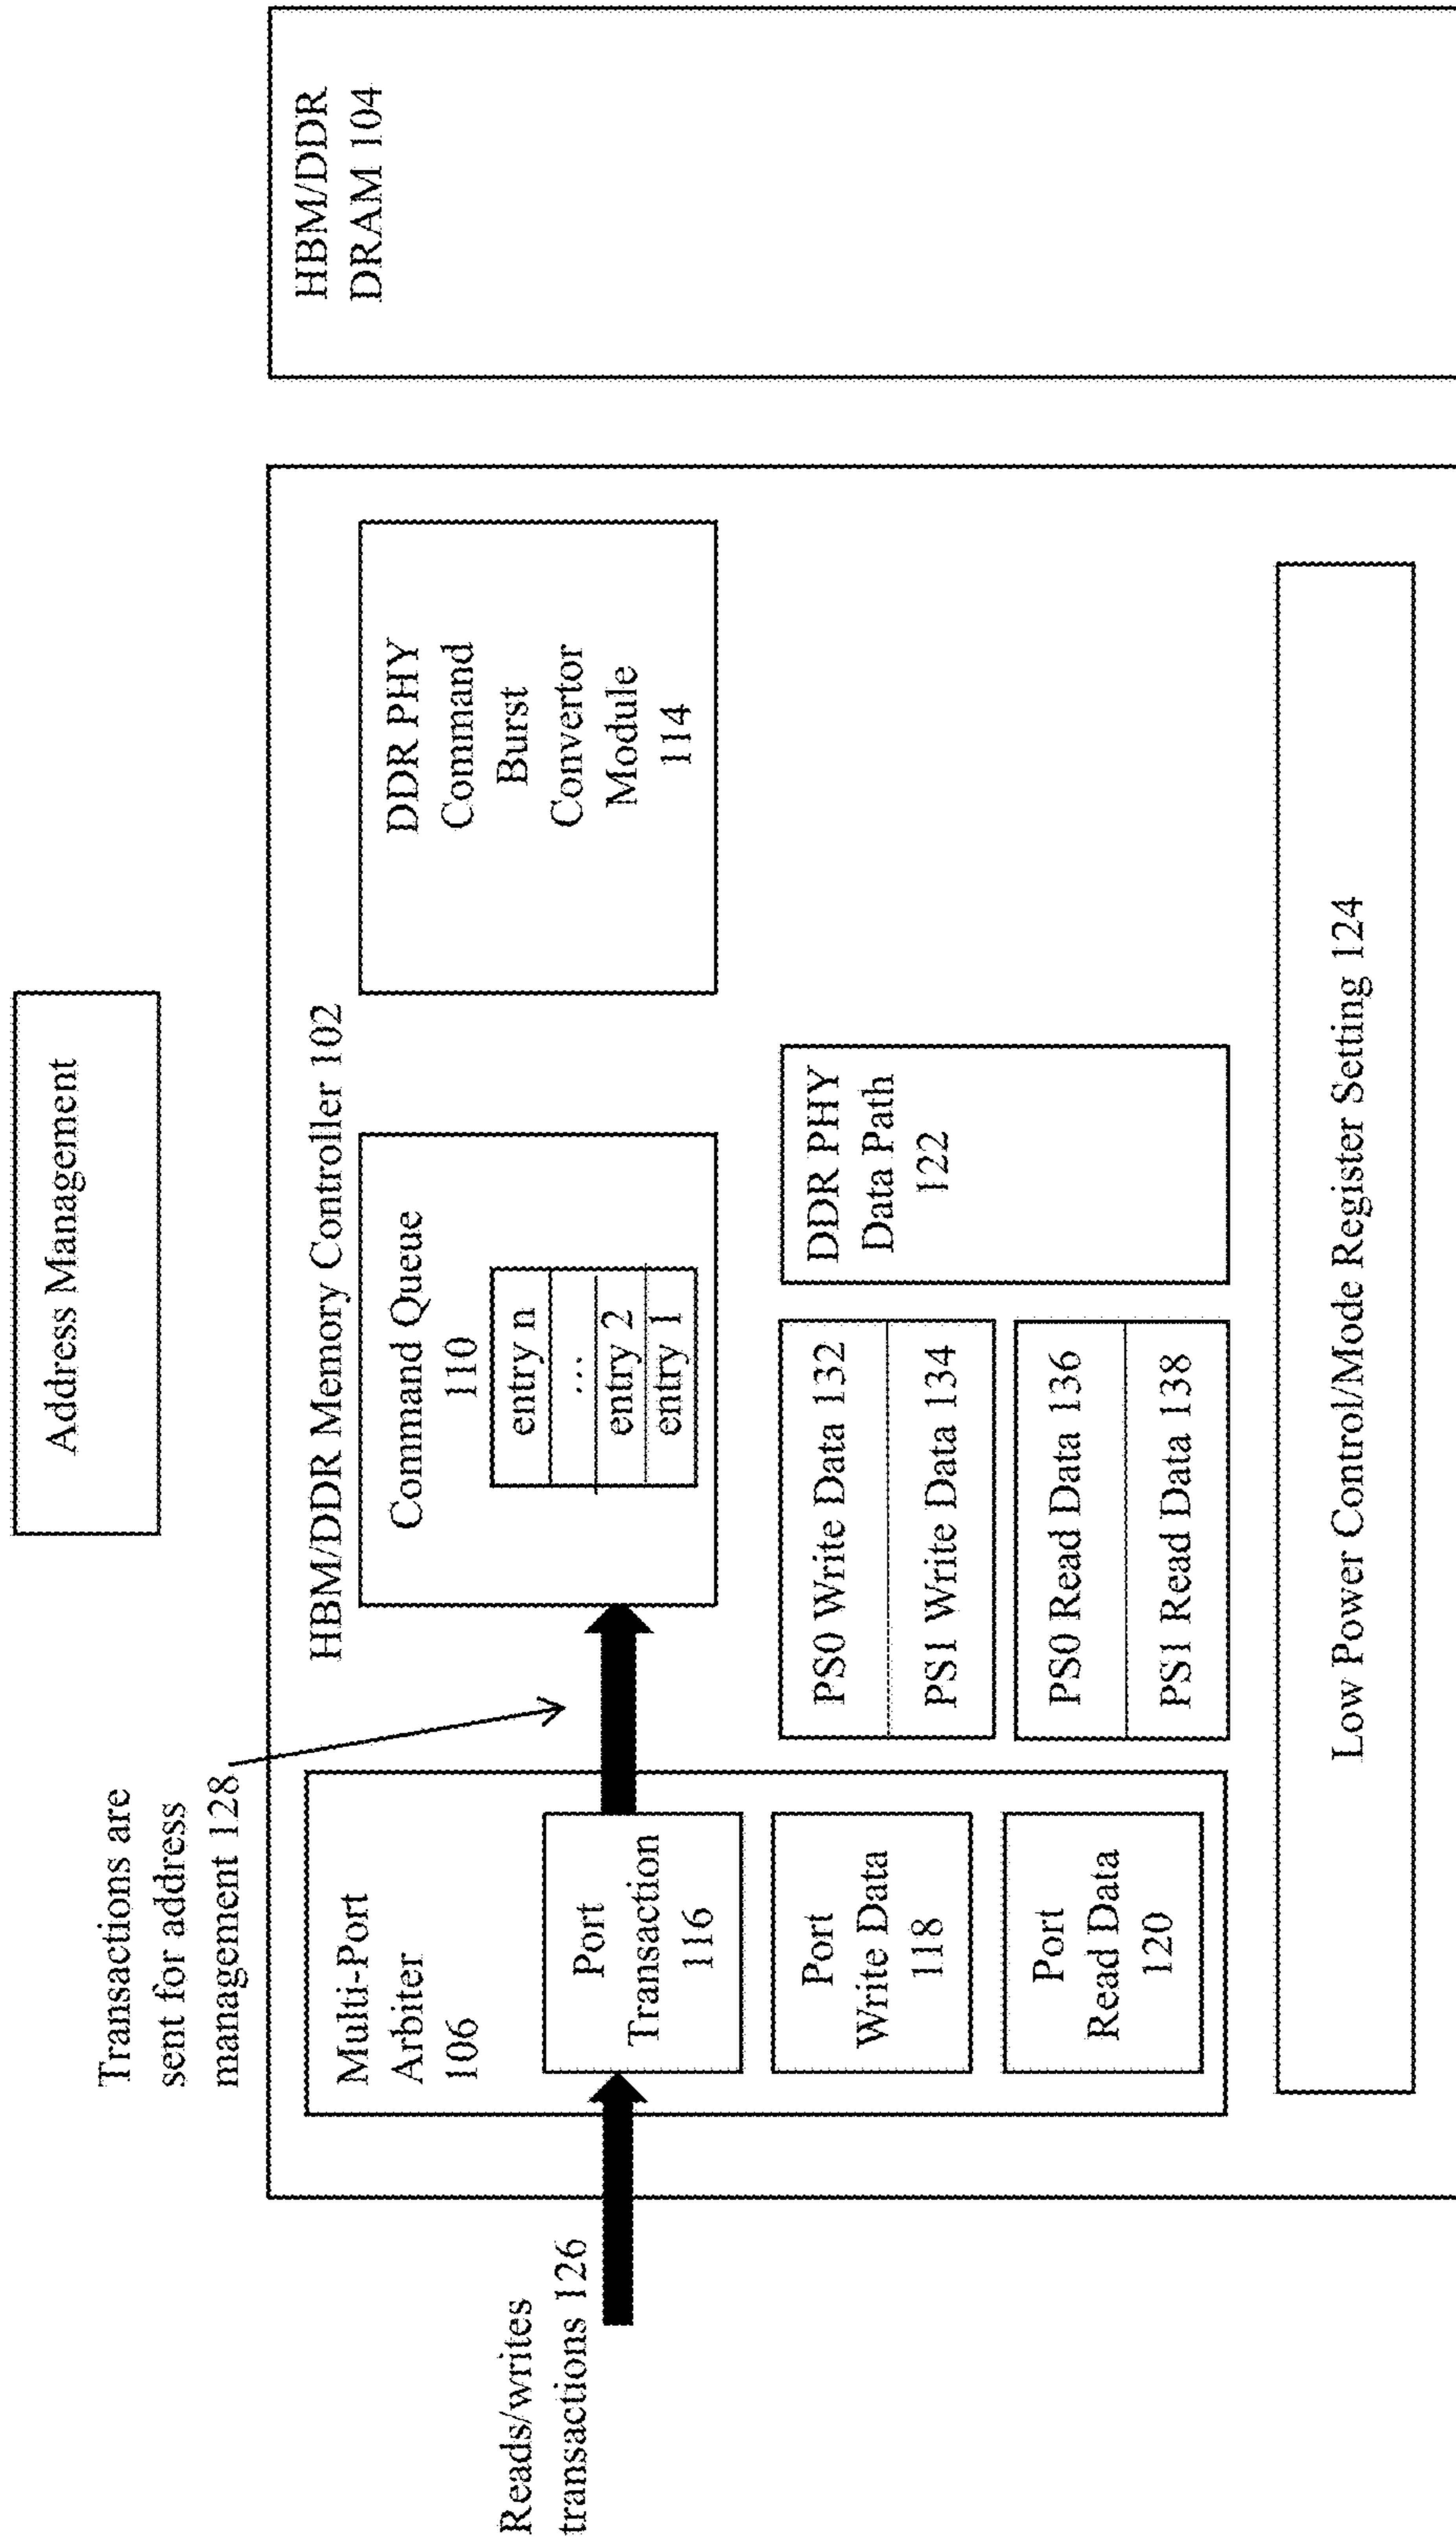 Address Management
Transactions are
sent for address
management 128
HBM/DDR Memory Controller 102
HBM/DDR
DRAM 104
Multi-Port
Arbiter
106
Command Queue
110
entry n
...
entry 2
entry 1
DDR PHY
Command
Burst
Convertor
Module
114
Reads/writes
transactions 126
Port
Transaction
116
Port
Write Data
118
Port
Read Data
120
PS0 Write Data 132
PS1 Write Data 134
PS0 Read Data 136
PS1 Read Data 138
DDR PHY
Data Path
122
Low Power Control/Mode Register Setting 124